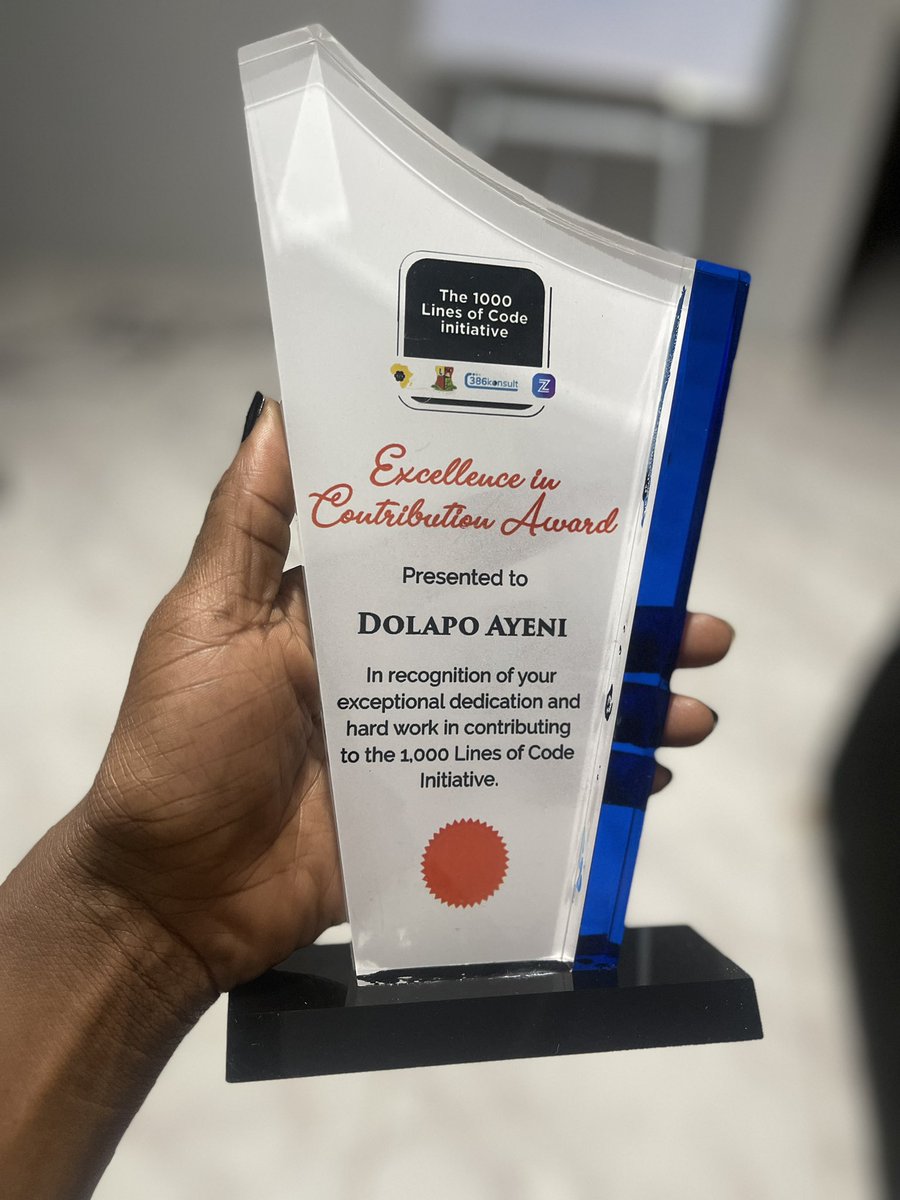 The 1000
Lines of Code
initiative
386konsult
Z
Excellence in
Contribution Award
Presented to
DOLAPO AYENI
In recognition of your
exceptional dedication and
hard work in contributing
to the 1,000 Lines of Code
Initiative.